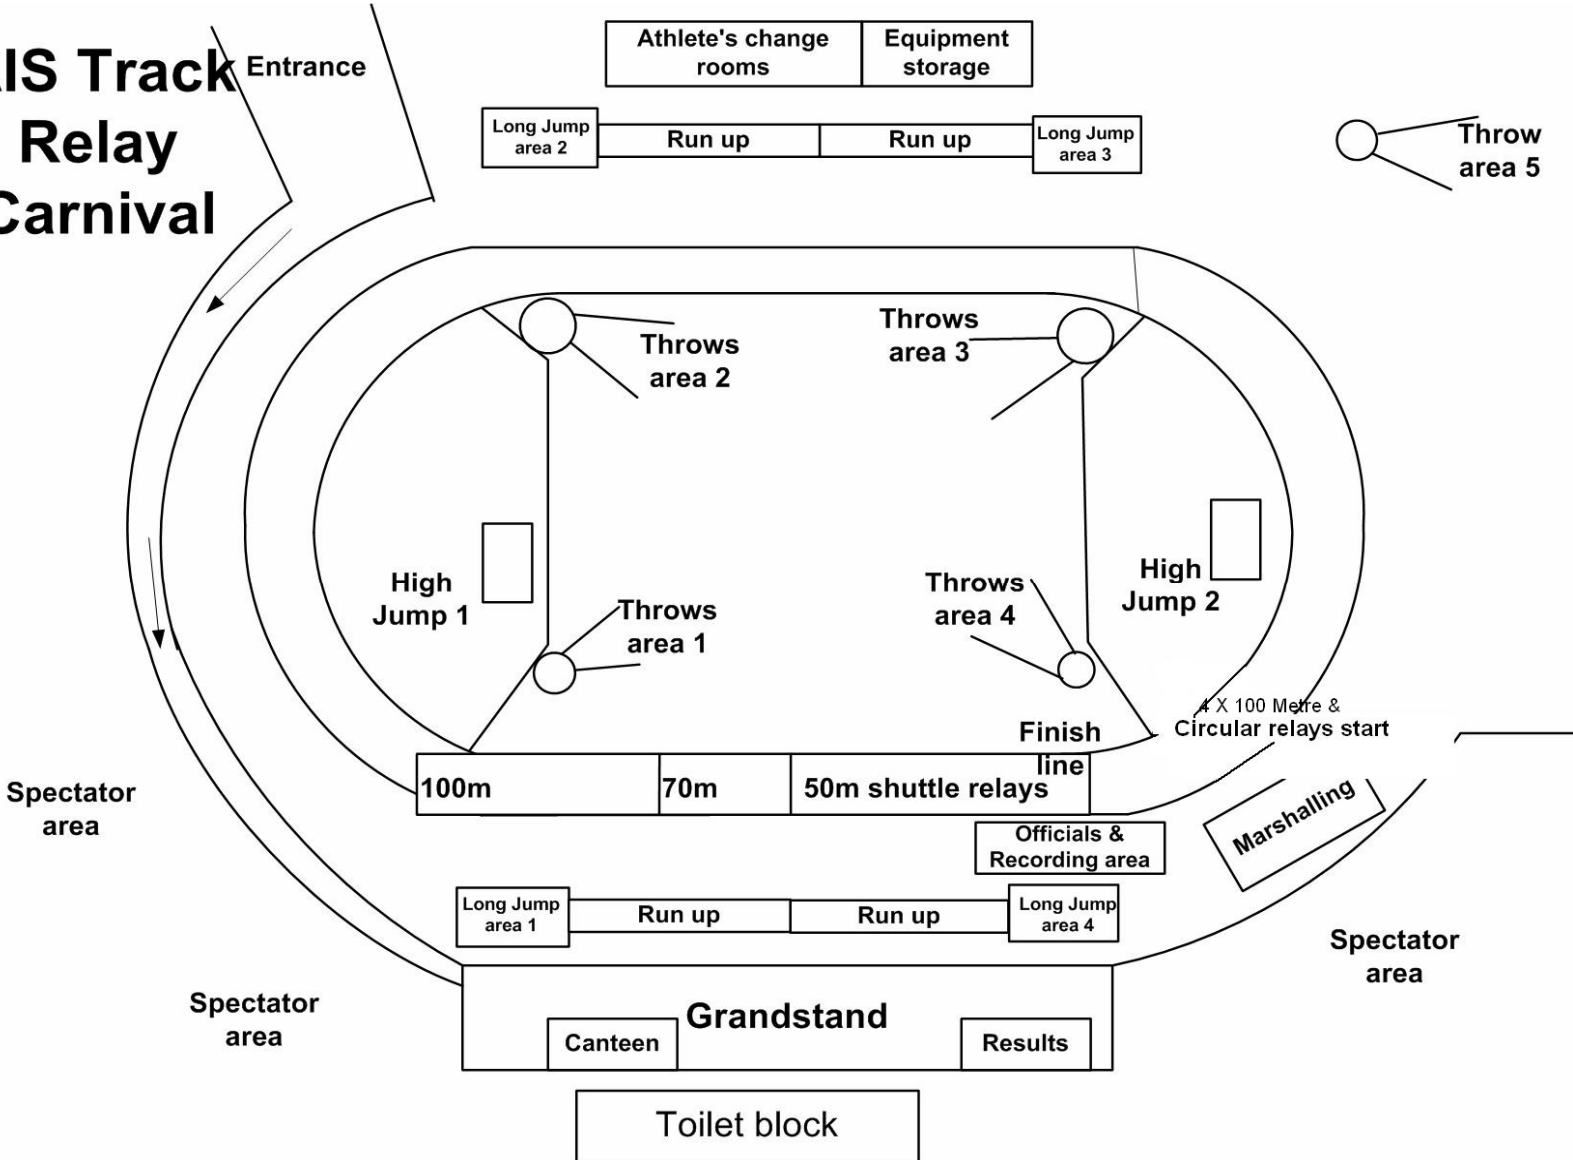 AIS Track
Relay
Carnival
Entrance
Athlete's change
rooms
Equipment
storage
Long Jump
area 2
Run up
Run up
Long Jump
area 3
Throw
area 5
Throws
area 2
Throws
area 3
High
Jump 1
Throws
area 1
Throws
area 4
High
Jump 2
4 X 100 Metre &
Circular relays start
Finish
line
100m
70m
50m shuttle relays
Spectator
area
Officials &
Recording area
Marshalling
Long Jump
area 1
Run up
Run up
Long Jump
area 4
Spectator
area
Spectator
area
Grandstand
Canteen
Results
Toilet block